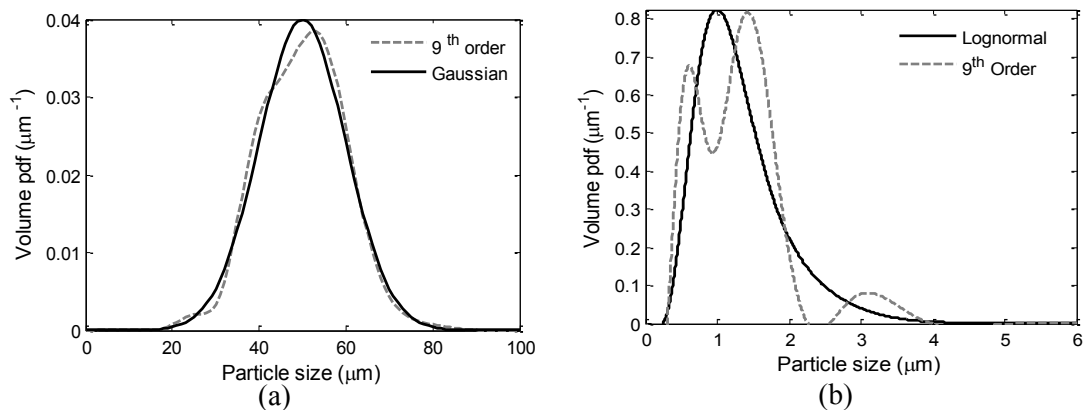 0.04
0.03
0.02
0.01
0
Volume pdf (μm⁻¹)
9 th order
Gaussian
0 20 40 60 80 100
Particle size (μm)
(a)
0.8
0.7
0.6
0.5
0.4
0.3
0.2
0.1
0
Volume pdf (μm⁻¹)
Lognormal
9th Order
0 1 2 3 4 5 6
Particle size (μm)
(b)